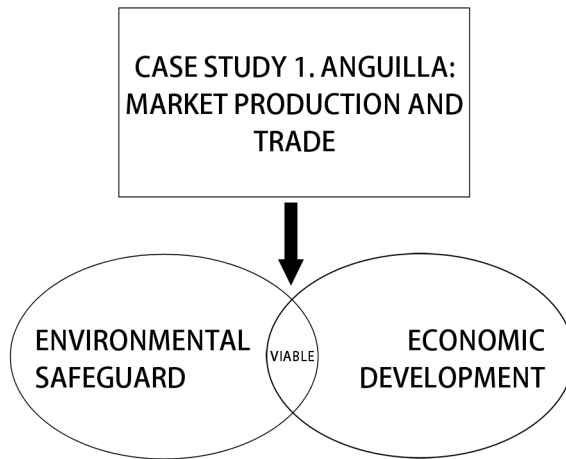 CASE STUDY 1. ANGUILLA:
MARKET PRODUCTION AND
TRADE
ENVIRONMENTAL
SAFEGUARD
VIABLE
ECONOMIC
DEVELOPMENT